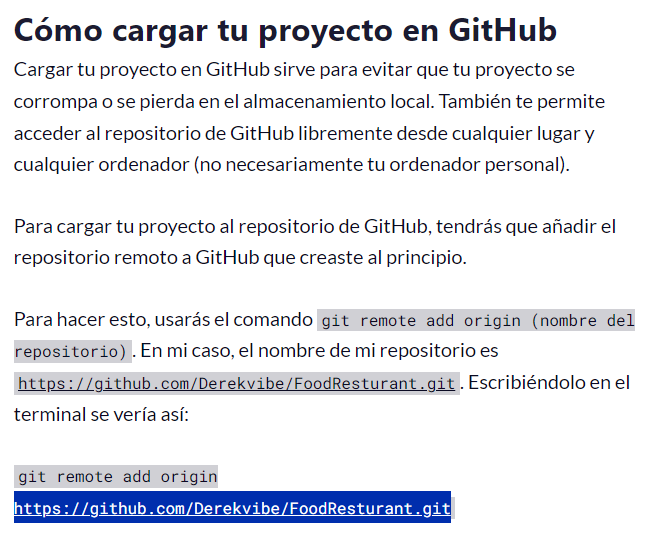 Cómo cargar tu proyecto en GitHub
Cargar tu proyecto en GitHub sirve para evitar que tu proyecto se
corrompa o se pierda en el almacenamiento local. También te permite
acceder al repositorio de GitHub libremente desde cualquier lugar y
cualquier ordenador (no necesariamente tu ordenador personal).
Para cargar tu proyecto al repositorio de GitHub, tendrás que añadir el
repositorio remoto a GitHub que creaste al principio.
Para hacer esto, usarás el comando git remote add origin (nombre del
repositorio). En mi caso, el nombre de mi repositorio es
https://github.com/Derekvibe/FoodResturant.git. Escribiéndolo en el
terminal se vería así:
git remote add origin
https://github.com/Derekvibe/FoodResturant.git